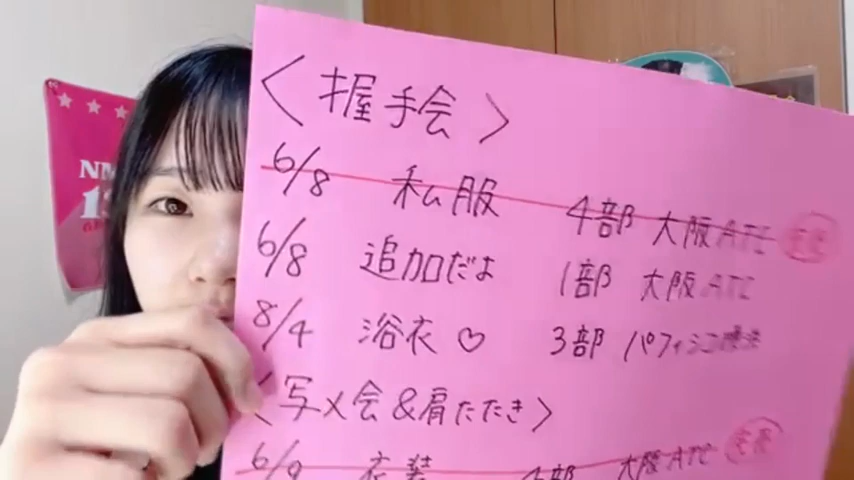 <握手会>
6/8 私服 4部 大阪ATC 完売
6/8 追加だよ 1部 大阪ATC
8/4 浴衣♡ 3部 パフィシコ横浜
<写メ会&肩たたき>
6/9 衣装 4部 大阪ATC 完売
NM
1